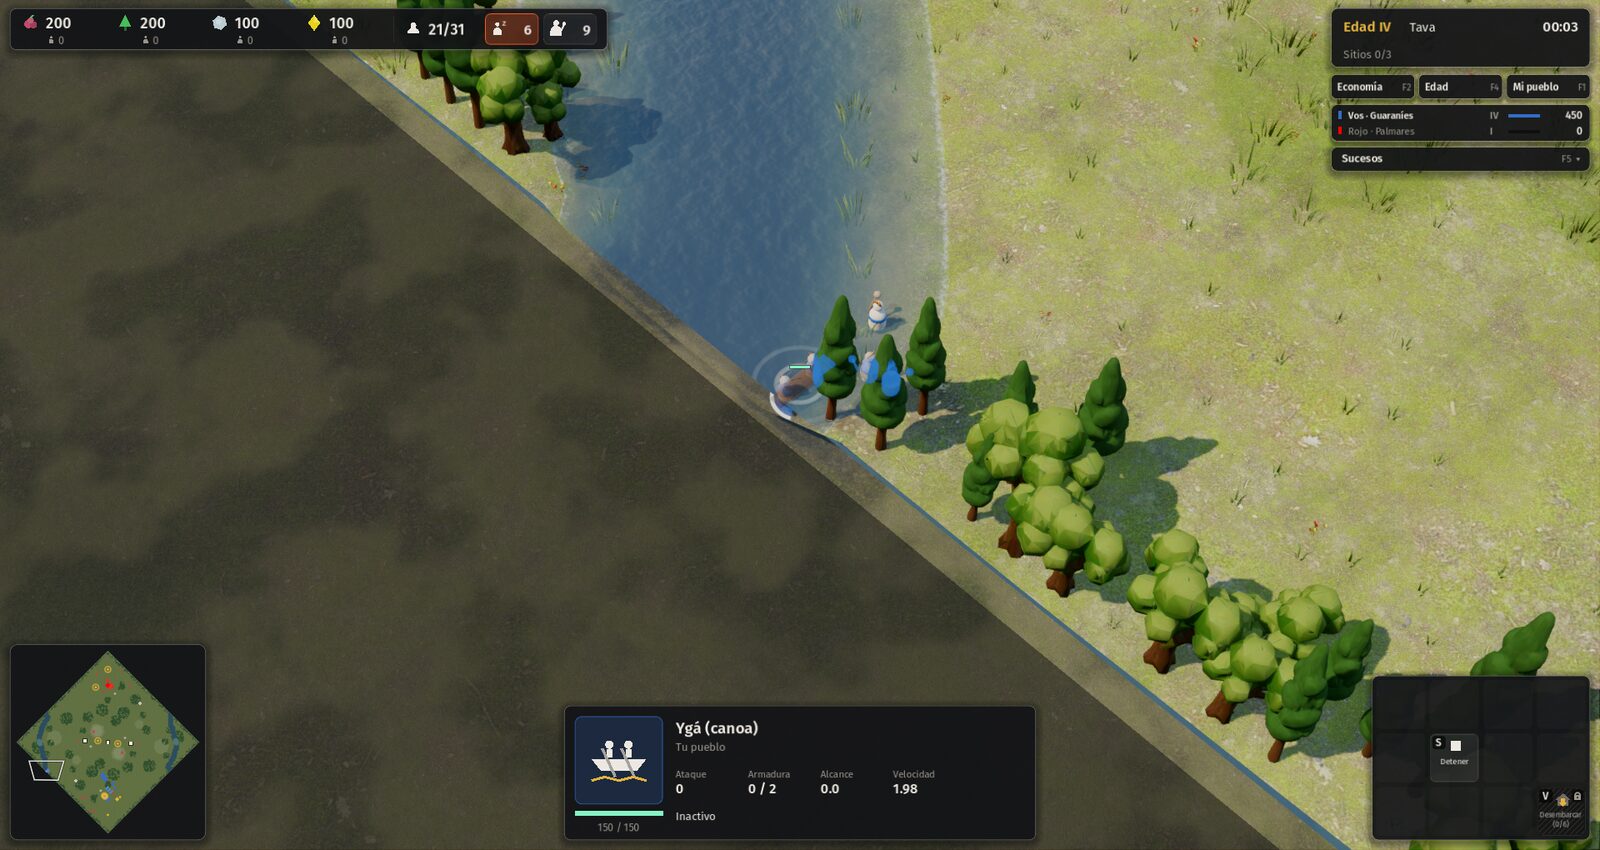 200 200 100 100 21/31 z 6 9
0 0 0 0
Edad IV Tava 00:03
Sitios 0/3
Economía F2 Edad F4 Mi pueblo F1
Vos · Guaraníes IV 450
Rojo · Palmares I 0
Sucesos F5
Ygá (canoa)
Tu pueblo
Ataque Armadura Alcance Velocidad
0 0 / 2 0.0 1.98
Inactivo
150 / 150
S
Detener
V
Desembarcar
(0/6)